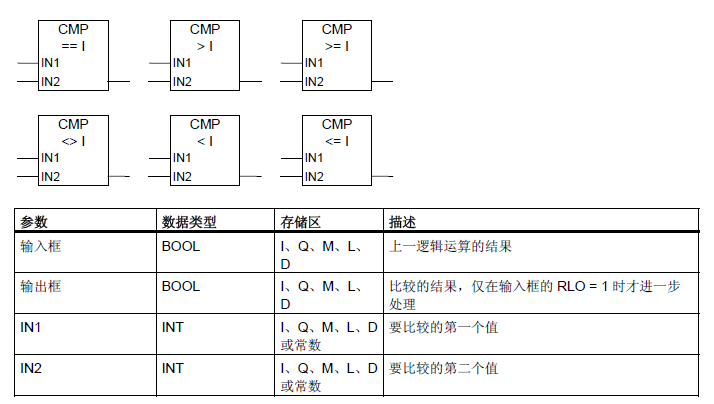 CMP CMP CMP
== I > I >= I
IN1 IN1 IN1
IN2 IN2 IN2
CMP CMP CMP
<> I < I <= I
IN1 IN1 IN1
IN2 IN2 IN2
参数 数据类型 存储区 描述
输入框 BOOL I、Q、M、L、 上一逻辑运算的结果
D
输出框 BOOL I、Q、M、L、 比较的结果，仅在输入框的 RLO = 1 时才进一步
D 处理
IN1 INT I、Q、M、L、D 要比较的第一个值
或常数
IN2 INT I、Q、M、L、D 要比较的第二个值
或常数